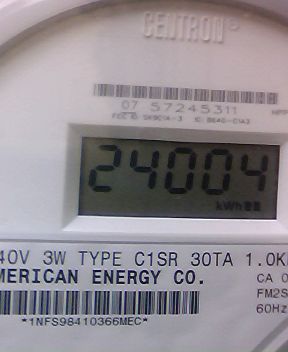 CENTRON®
07 57245311
24004
kWh
40V 3W TYPE C1SR 30TA 1.0K
MERICAN ENERGY CO.
CA 0
FM2S
60Hz
*1NFS98410366MEC*